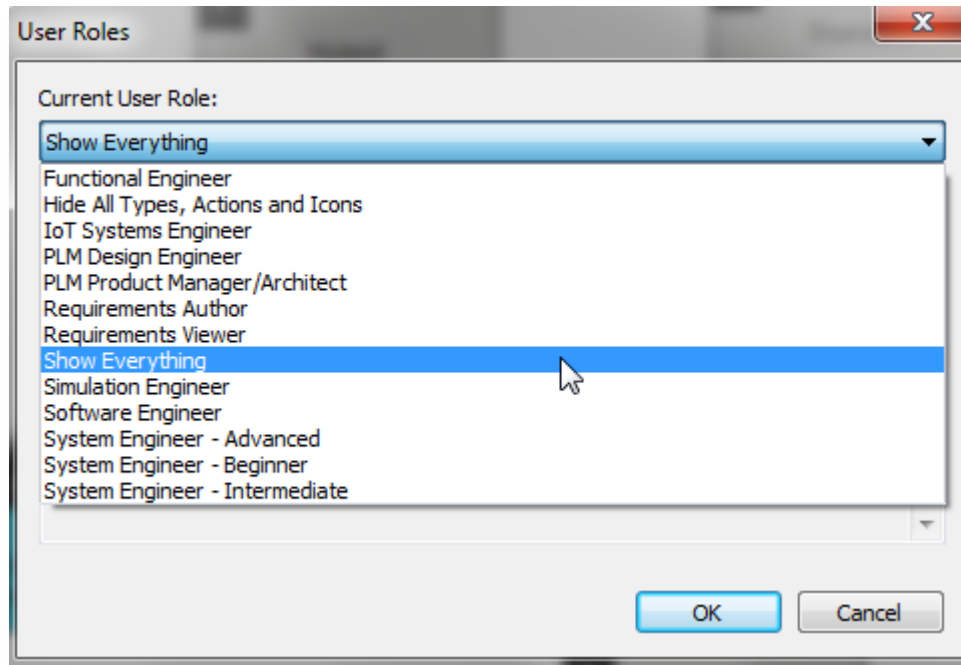 User Roles
Current User Role:
Show Everything
Functional Engineer
Hide All Types, Actions and Icons
IoT Systems Engineer
PLM Design Engineer
PLM Product Manager/Architect
Requirements Author
Requirements Viewer
Show Everything
Simulation Engineer
Software Engineer
System Engineer - Advanced
System Engineer - Beginner
System Engineer - Intermediate
OK Cancel